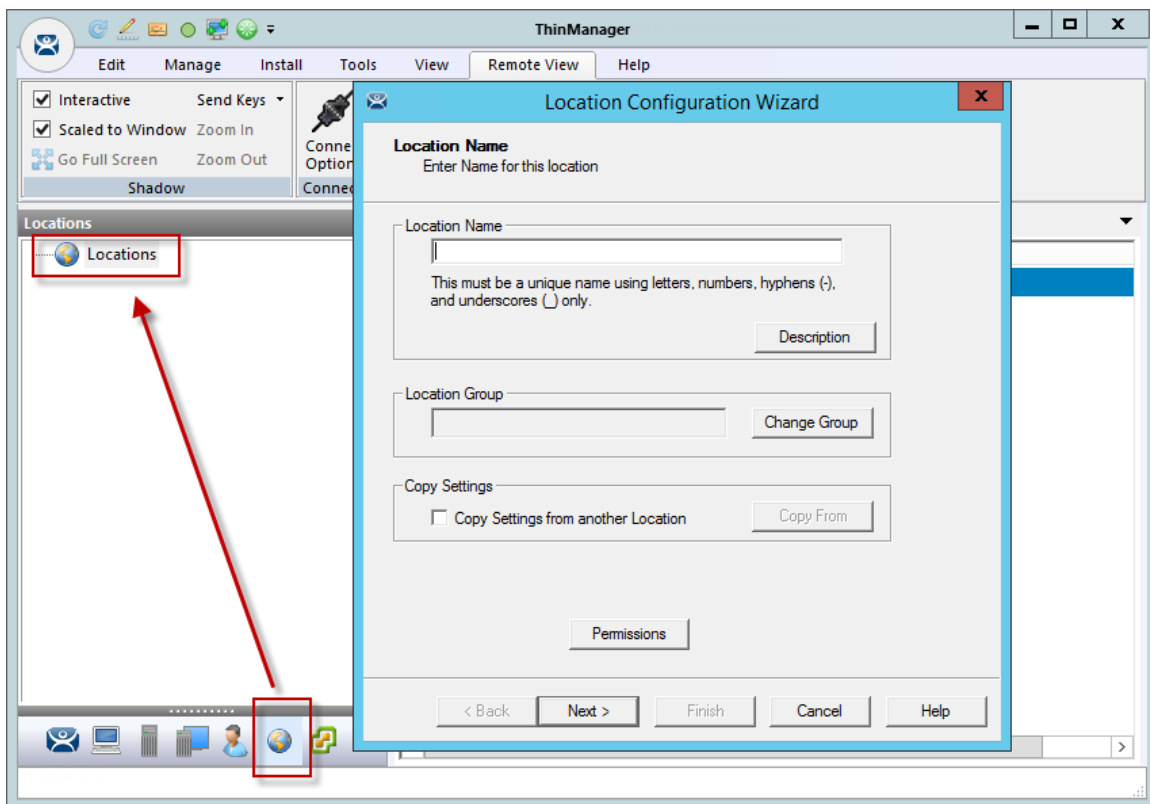 ThinManager
Edit Manage Install Tools View Remote View Help
Interactive Send Keys
Scaled to Window Zoom In
Go Full Screen Zoom Out
Shadow
Location Configuration Wizard
Location Name
Enter Name for this location
Locations
Locations
Location Name
This must be a unique name using letters, numbers, hyphens (-),
and underscores (_) only.
Description
Location Group
Change Group
Copy Settings
Copy Settings from another Location
Copy From
Permissions
< Back Next > Finish Cancel Help